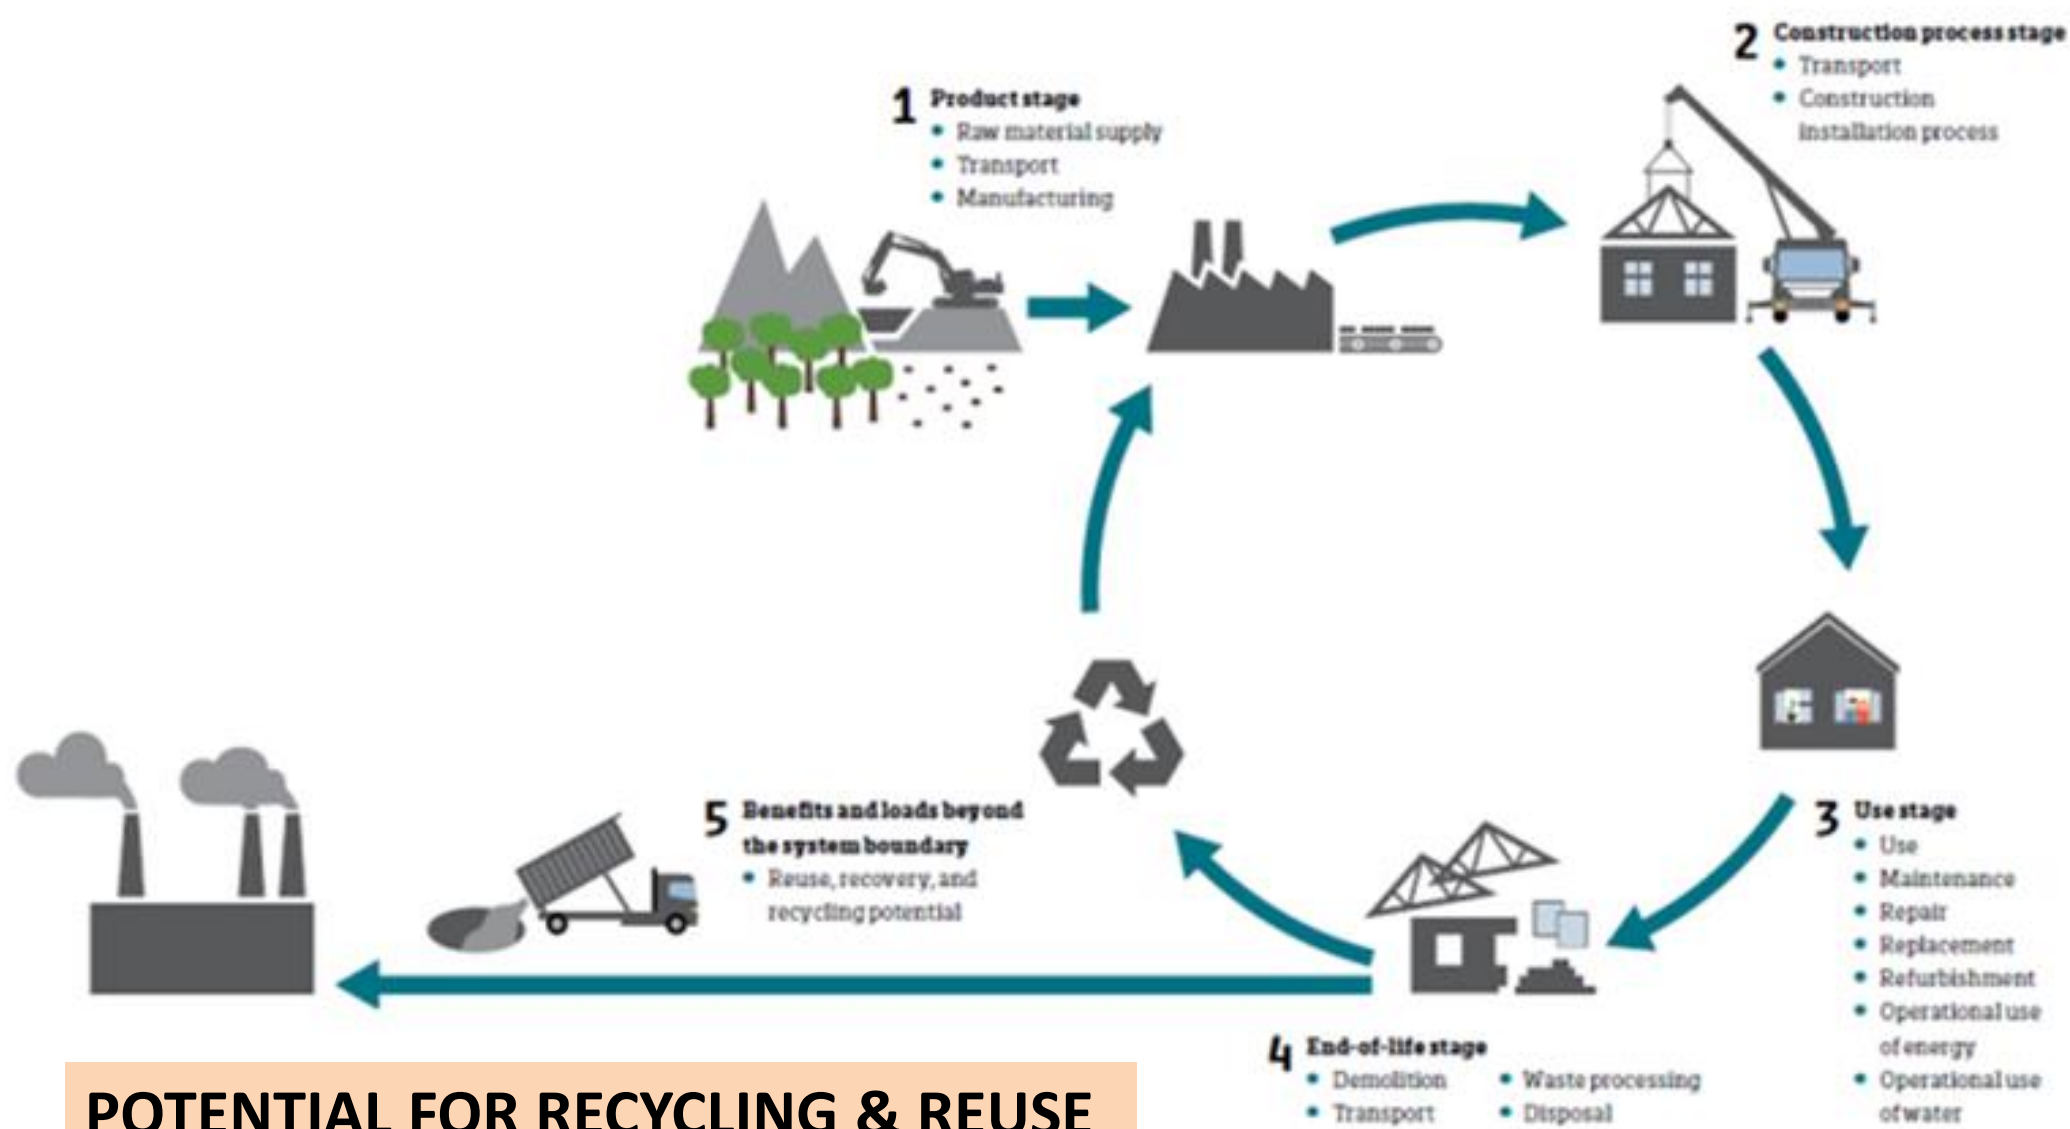 1 Product stage
• Raw material supply
• Transport
• Manufacturing
2 Construction process stage
• Transport
• Construction
installation process
3 Use stage
• Use
• Maintenance
• Repair
• Replacement
• Refurbishment
• Operational use
of energy
• Operational use
of water
4 End-of-life stage
• Demolition
• Transport
• Waste processing
• Disposal
5 Benefits and loads beyond
the system boundary
• Reuse, recovery, and
recycling potential
POTENTIAL FOR RECYCLING & REUSE